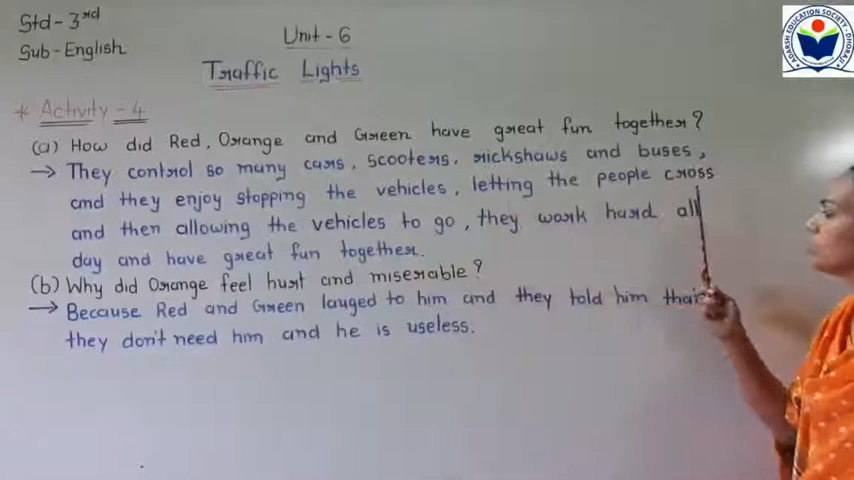 Std - 3rd
Sub - English
Unit - 6
Traffic Lights
* Activity - 4
(a) How did Red, Orange and Green have great fun together?
→ They control so many cars, scooters, rickshaws and buses,
and they enjoy stopping the vehicles, letting the people cross
and then allowing the vehicles to go, they work hard all
day and have great fun together.
(b) Why did Orange feel hurt and miserable?
→ Because Red and Green lauged to him and they told him
they don't need him and he is useless.
ADARSH EDUCATION SOCIETY - DHORAJI